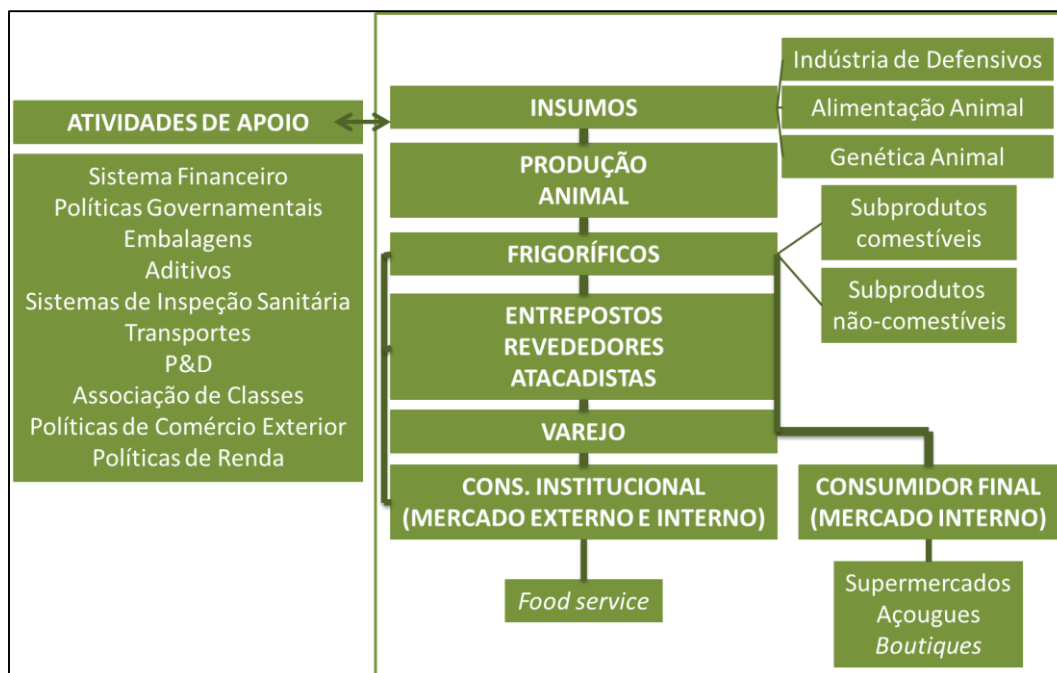 ATIVIDADES DE APOIO
Sistema Financeiro
Políticas Governamentais
Embalagens
Aditivos
Sistemas de Inspeção Sanitária
Transportes
P&D
Associação de Classes
Políticas de Comércio Exterior
Políticas de Renda
INSUMOS
Indústria de Defensivos
Alimentação Animal
Genética Animal
PRODUÇÃO
ANIMAL
FRIGORÍFICOS
Subprodutos
comestíveis
Subprodutos
não-comestíveis
ENTREPOSTOS
REVEDEDORES
ATACADISTAS
VAREJO
CONS. INSTITUCIONAL
(MERCADO EXTERNO E INTERNO)
Food service
CONSUMIDOR FINAL
(MERCADO INTERNO)
Supermercados
Açougues
Boutiques